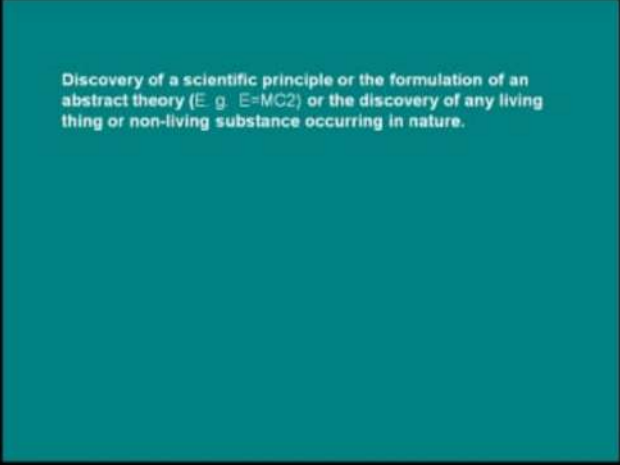 Discovery of a scientific principle or the formulation of an
abstract theory (E. g. E=MC2) or the discovery of any living
thing or non-living substance occurring in nature.